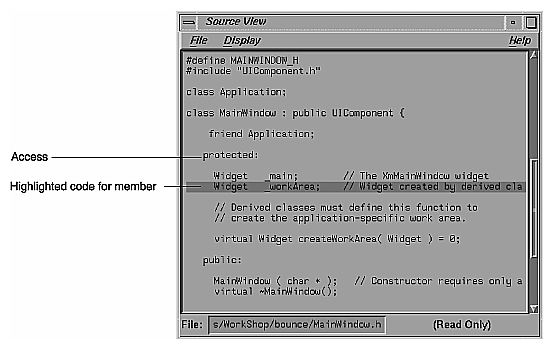 Source View
File Display Help
#define MAINWINDOW_H
#include "UIComponent.h"
class Application;
class MainWindow : public UIComponent {
friend Application;
Access
protected:
Widget _main; // The XmMainWindow widget
Highlighted code for member
Widget _workArea; // Widget created by derived cla
// Derived classes must define this function to
// create the application-specific work area.
virtual Widget createWorkArea( Widget ) = 0;
public:
MainWindow ( char * ); // Constructor requires only a
virtual ~MainWindow();
File: s/WorkShop/bounce/MainWindow.h (Read Only)